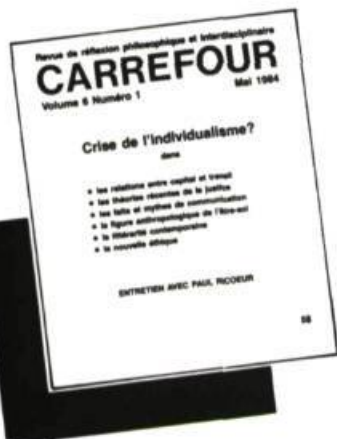 Revue de réflexion philosophique et interdisciplinaire
CARREFOUR
Volume 6 Numéro 1 Mai 1984
Crise de l'individualisme?
dans
• les relations entre capital et travail
• les théories récentes de la justice
• les faits et mythes de communication
• la figure anthropologique de l'être-soi
• la littérarité contemporaine
• la nouvelle éthique
ENTRETIEN AVEC PAUL RICOEUR